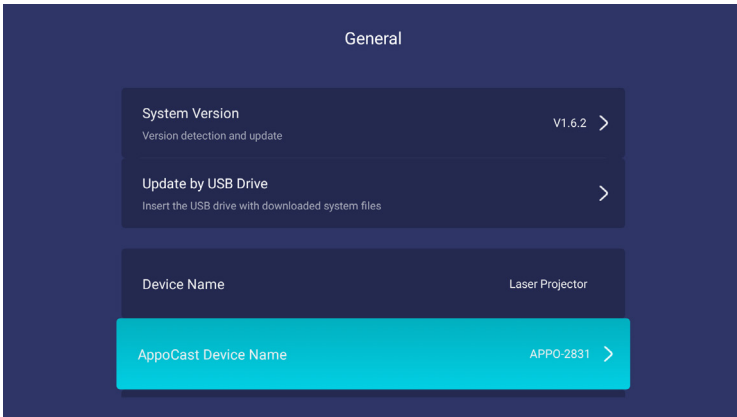 General
System Version
Version detection and update
V1.6.2
Update by USB Drive
Insert the USB drive with downloaded system files
Device Name
Laser Projector
AppoCast Device Name
APPO-2831